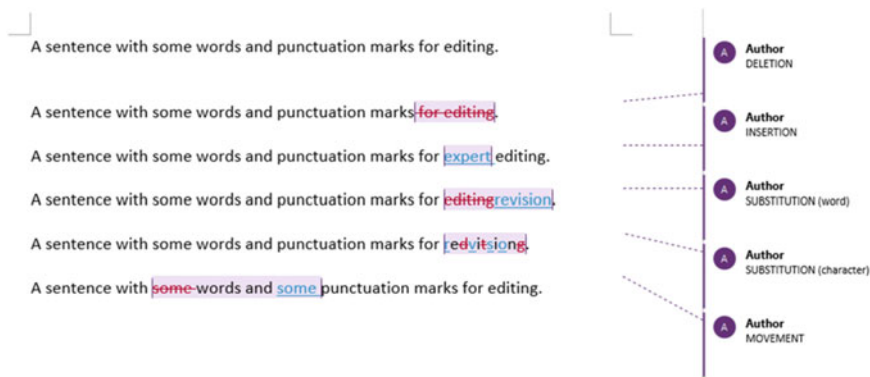 A sentence with some words and punctuation marks for editing.
A sentence with some words and punctuation marks for editing.
A sentence with some words and punctuation marks for expert editing.
A sentence with some words and punctuation marks for editingrevision.
A sentence with some words and punctuation marks for redvitsiong.
A sentence with some words and some punctuation marks for editing.
A Author
DELETION
A Author
INSERTION
A Author
SUBSTITUTION (word)
A Author
SUBSTITUTION (character)
A Author
MOVEMENT